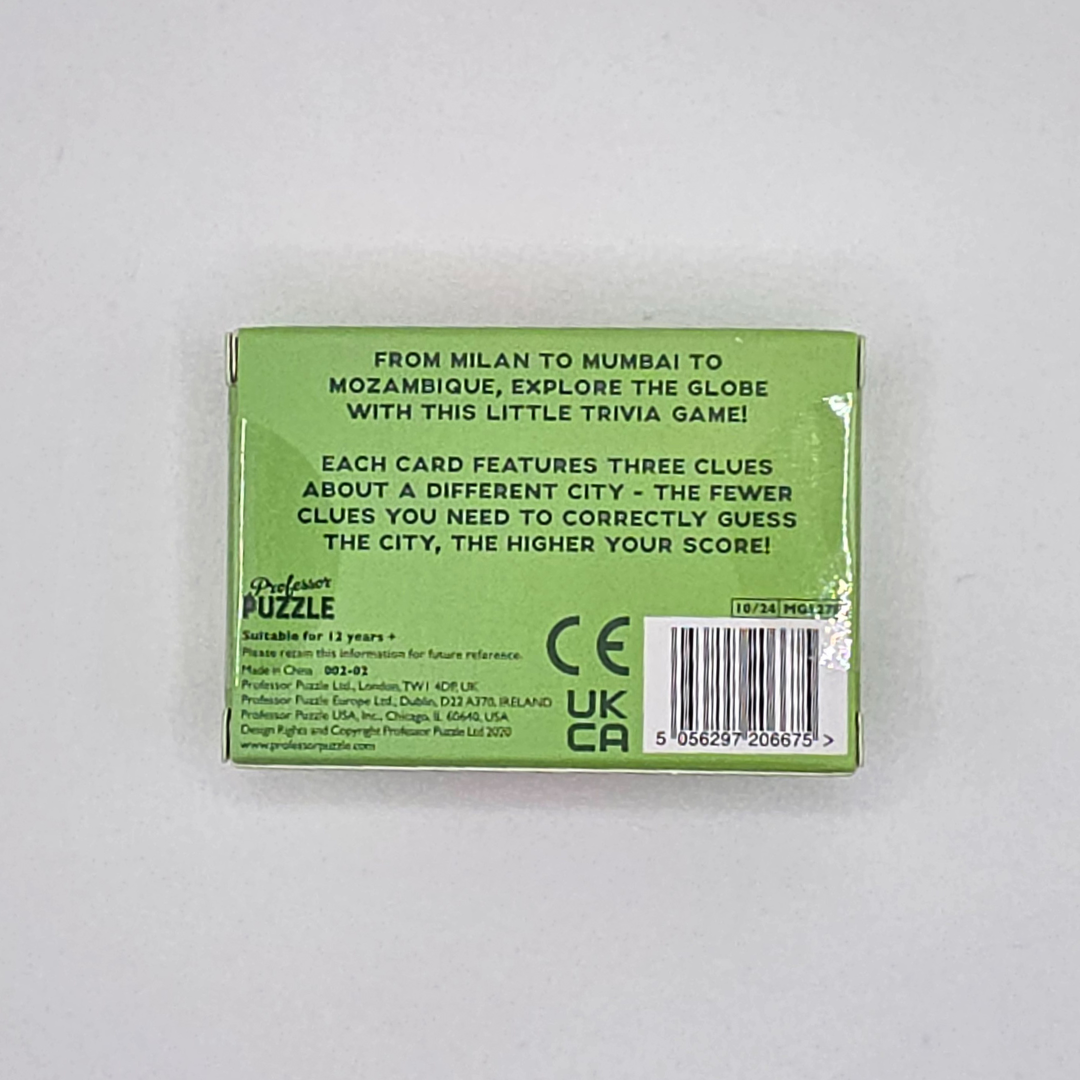 FROM MILAN TO MUMBAI TO
MOZAMBIQUE, EXPLORE THE GLOBE
WITH THIS LITTLE TRIVIA GAME!
EACH CARD FEATURES THREE CLUES
ABOUT A DIFFERENT CITY - THE FEWER
CLUES YOU NEED TO CORRECTLY GUESS
THE CITY, THE HIGHER YOUR SCORE!
Professor
PUZZLE
Suitable for 12 years +
Please retain this information for future reference.
Made in China 002-02
Professor Puzzle Ltd., London, TW1 4DP, UK
Professor Puzzle Europe Ltd., Dublin, D22 A370, IRELAND
Professor Puzzle USA, Inc., Chicago, IL 60640, USA
Design Rights and Copyright Professor Puzzle Ltd 2020
www.professorpuzzle.com
CE
UK
CA
10/24
5 056297 206675 >